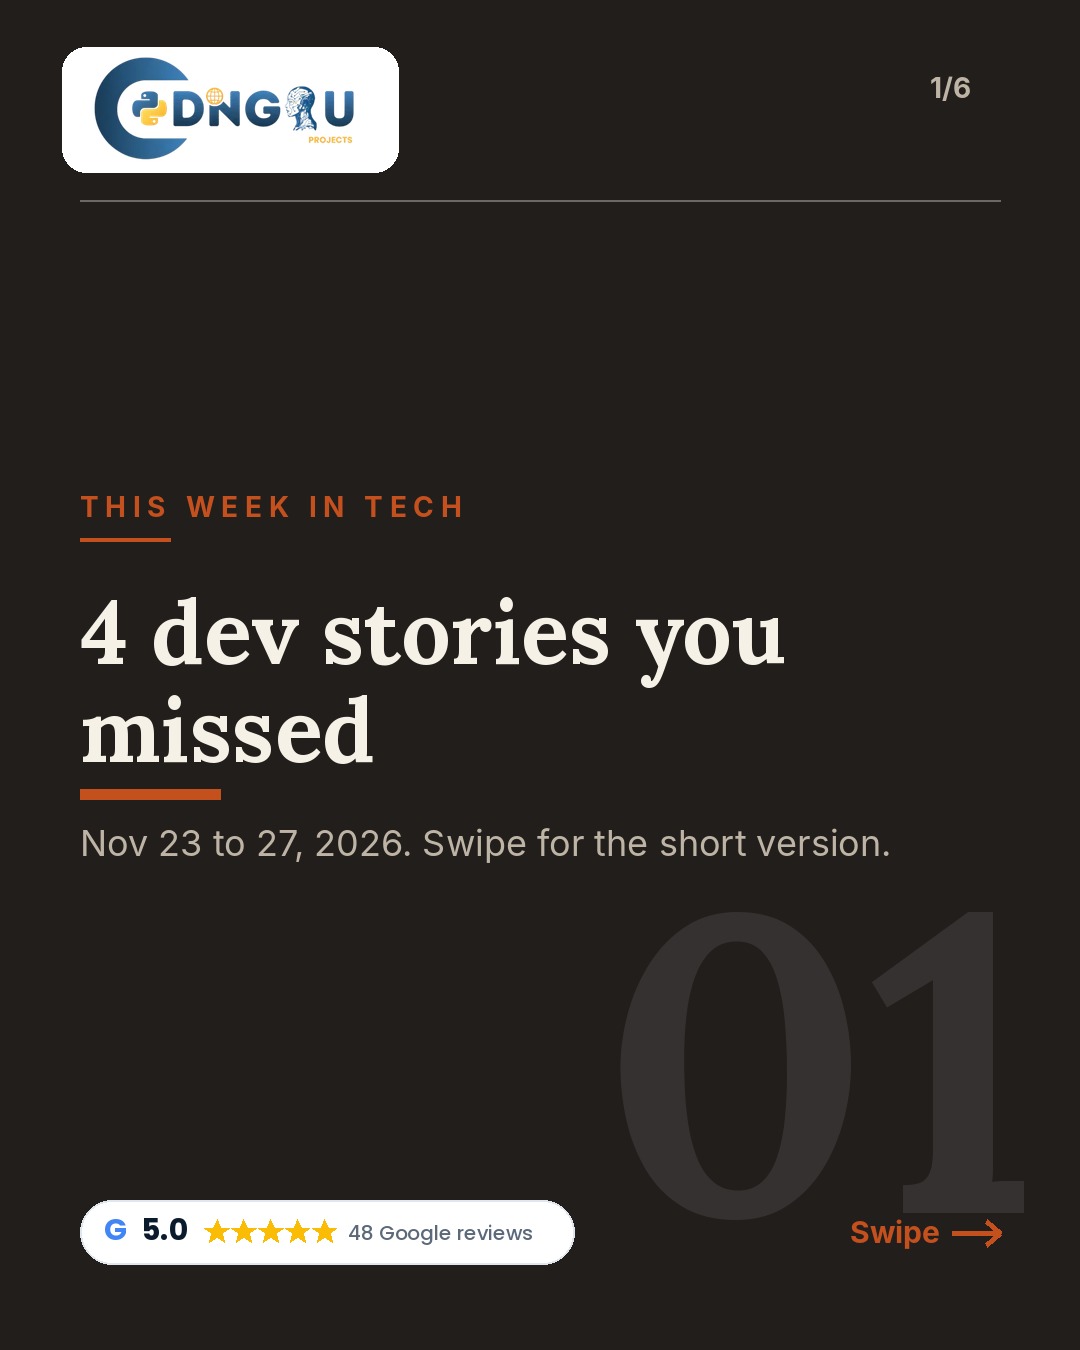 CDNG U
PROJECTS
1/6
THIS WEEK IN TECH
4 dev stories you
missed
Nov 23 to 27, 2026. Swipe for the short version.
01
G 5.0 48 Google reviews
Swipe